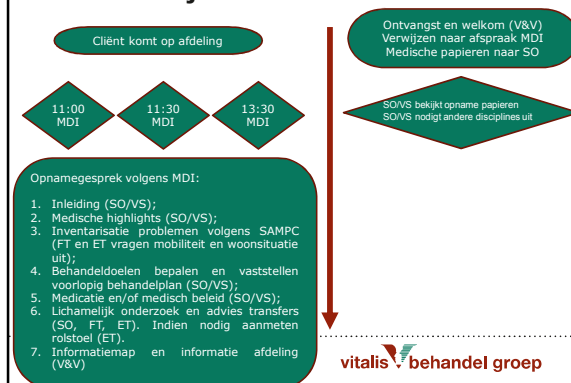 Cliënt komt op afdeling
Ontvangst en welkom (V&V)
Verwijzen naar afspraak MDI
Medische papieren naar SO
11:00
MDI
11:30
MDI
13:30
MDI
SO/VS bekijkt opname papieren
SO/VS nodigt andere disciplines uit
Opnamegesprek volgens MDI:
1. Inleiding (SO/VS);
2. Medische highlights (SO/VS);
3. Inventarisatie problemen volgens SAMPC
(FT en ET vragen mobiliteit en woonsituatie
uit);
4. Behandeldoelen bepalen en vaststellen
voorlopig behandelplan (SO/VS);
5. Medicatie en/of medisch beleid (SO/VS);
6. Lichamelijk onderzoek en advies transfers
(SO, FT, ET). Indien nodig aanmeten
rolstoel (ET).
7. Informatiemap en informatie afdeling
(V&V)
vitalis behandel groep